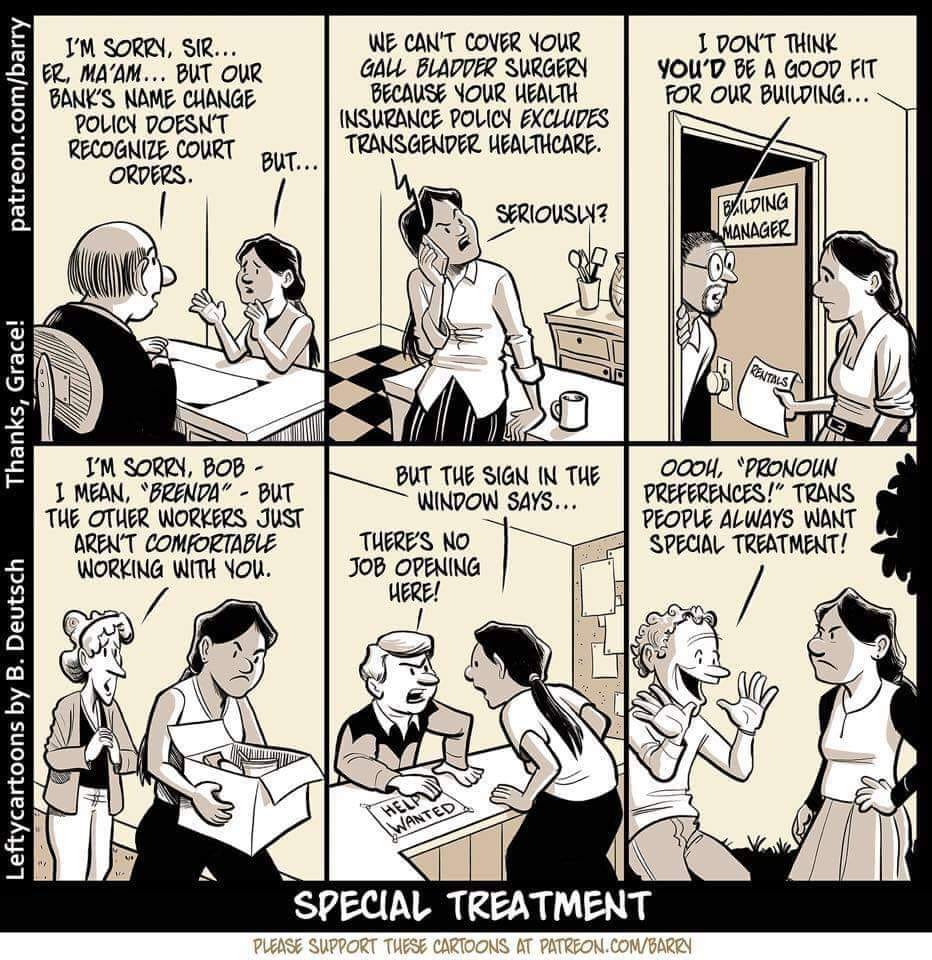 I'M SORRY, SIR...
ER, MA'AM... BUT OUR
BANK'S NAME CHANGE
POLICY DOESN'T
RECOGNIZE COURT
ORDERS.
BUT...
WE CAN'T COVER YOUR
GALL BLADDER SURGERY
BECAUSE YOUR HEALTH
INSURANCE POLICY EXCLUDES
TRANSGENDER HEALTHCARE.
SERIOUSLY?
I DON'T THINK
YOU'D BE A GOOD FIT
FOR OUR BUILDING...
BUILDING
MANAGER
RENTALS
I'M SORRY, BOB -
I MEAN, "BRENDA" - BUT
THE OTHER WORKERS JUST
AREN'T COMFORTABLE
WORKING WITH YOU.
BUT THE SIGN IN THE
WINDOW SAYS...
THERE'S NO
JOB OPENING
HERE!
HELP
WANTED
OOOH, "PRONOUN
PREFERENCES!" TRANS
PEOPLE ALWAYS WANT
SPECIAL TREATMENT!
Leftycartoons by B. Deutsch Thanks, Grace! patreon.com/barry
SPECIAL TREATMENT
PLEASE SUPPORT THESE CARTOONS AT PATREON.COM/BARRY